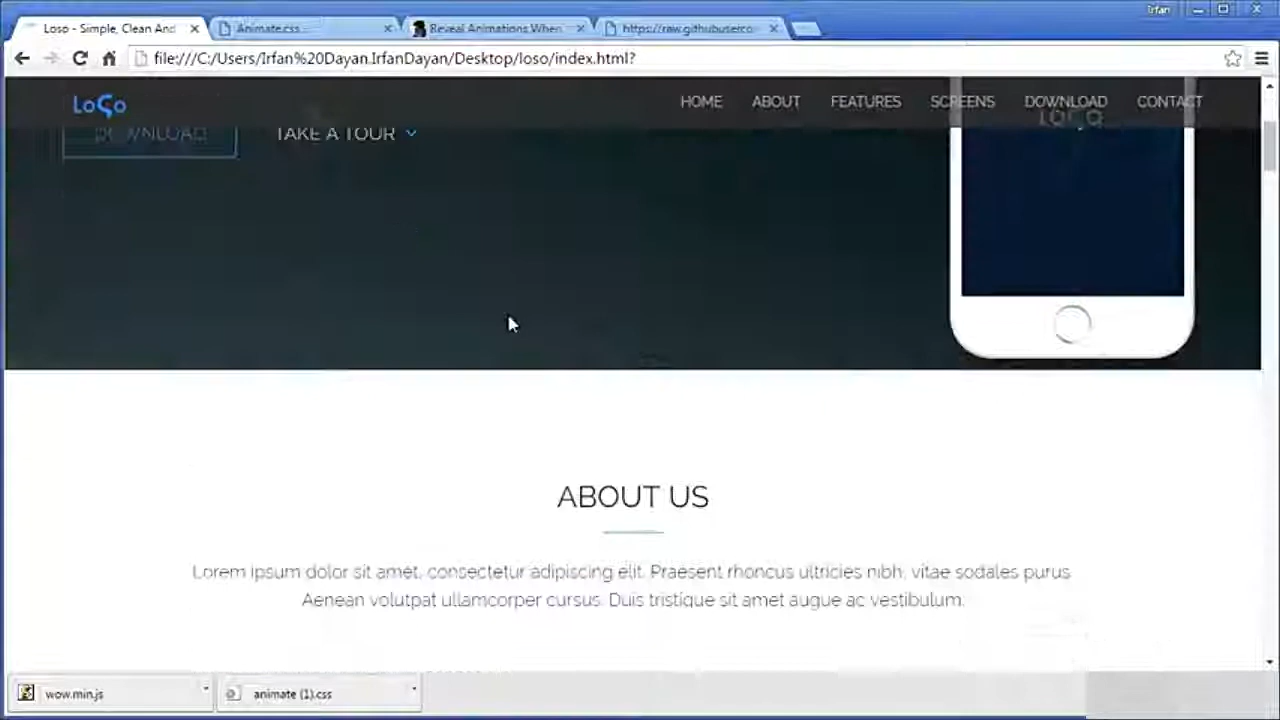 Irfan
Loso - Simple, Clean And
Animate.css
Reveal Animations When
https://raw.githubuserco
file:///C:/Users/Irfan%20Dayan.IrfanDayan/Desktop/loso/index.html?
LoGo
HOME
ABOUT
FEATURES
SCREENS
DOWNLOAD
CONTACT
LOGO
DOWNLOAD
TAKE A TOUR
ABOUT US
Lorem ipsum dolor sit amet, consectetur adipiscing elit. Praesent rhoncus ultricies nibh, vitae sodales purus.
Aenean volutpat ullamcorper cursus. Duis tristique sit amet augue ac vestibulum.
wow.min.js
animate (1).css